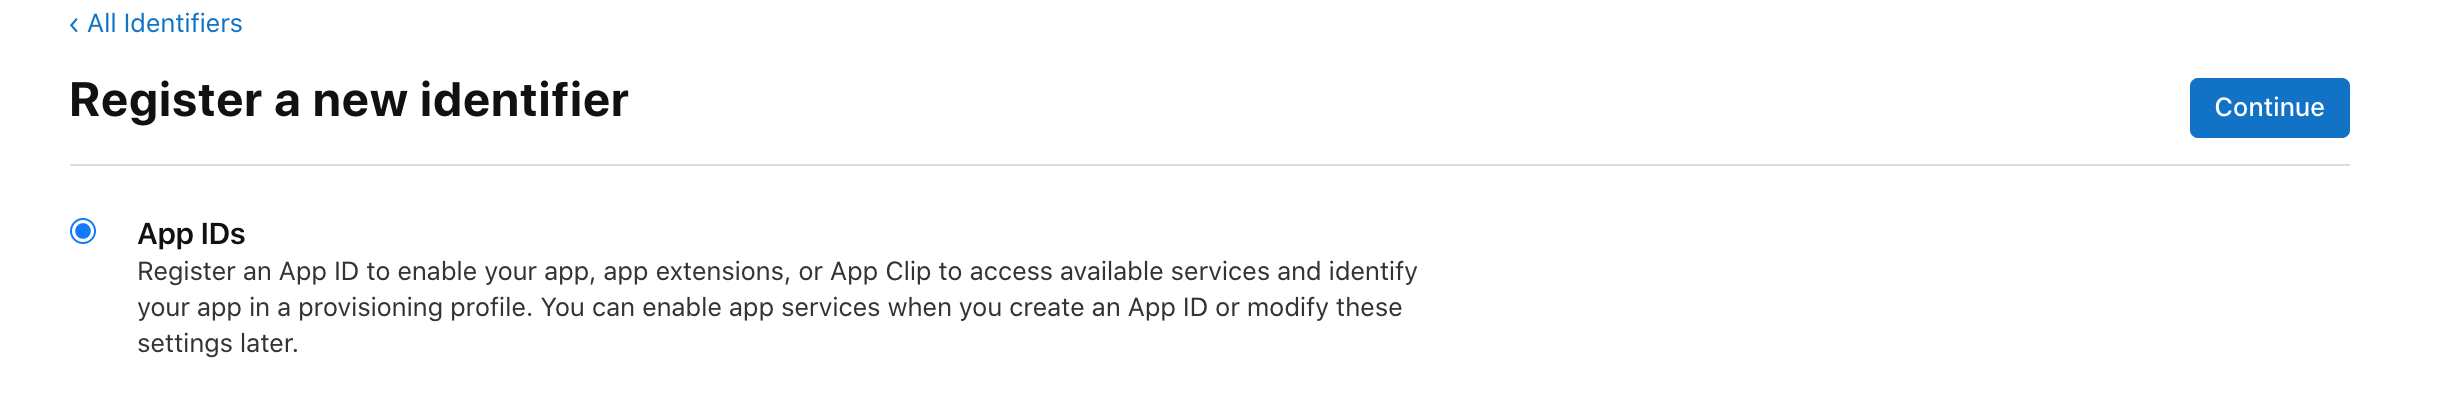 ‹ All Identifiers
Register a new identifier
Continue
App IDs
Register an App ID to enable your app, app extensions, or App Clip to access available services and identify
your app in a provisioning profile. You can enable app services when you create an App ID or modify these
settings later.